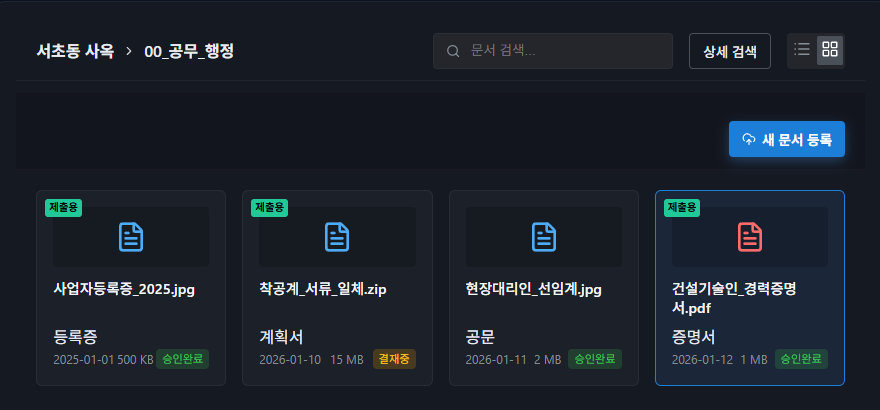 서초동 사옥 > 00_공무_행정
문서 검색...
상세 검색
새 문서 등록
제출용
사업자등록증_2025.jpg
등록증
2025-01-01 500 KB 승인완료
제출용
착공계_서류_일체.zip
계획서
2026-01-10 15 MB 결재중
현장대리인_선임계.jpg
공문
2026-01-11 2 MB 승인완료
제출용
건설기술인_경력증명
서.pdf
증명서
2026-01-12 1 MB 승인완료